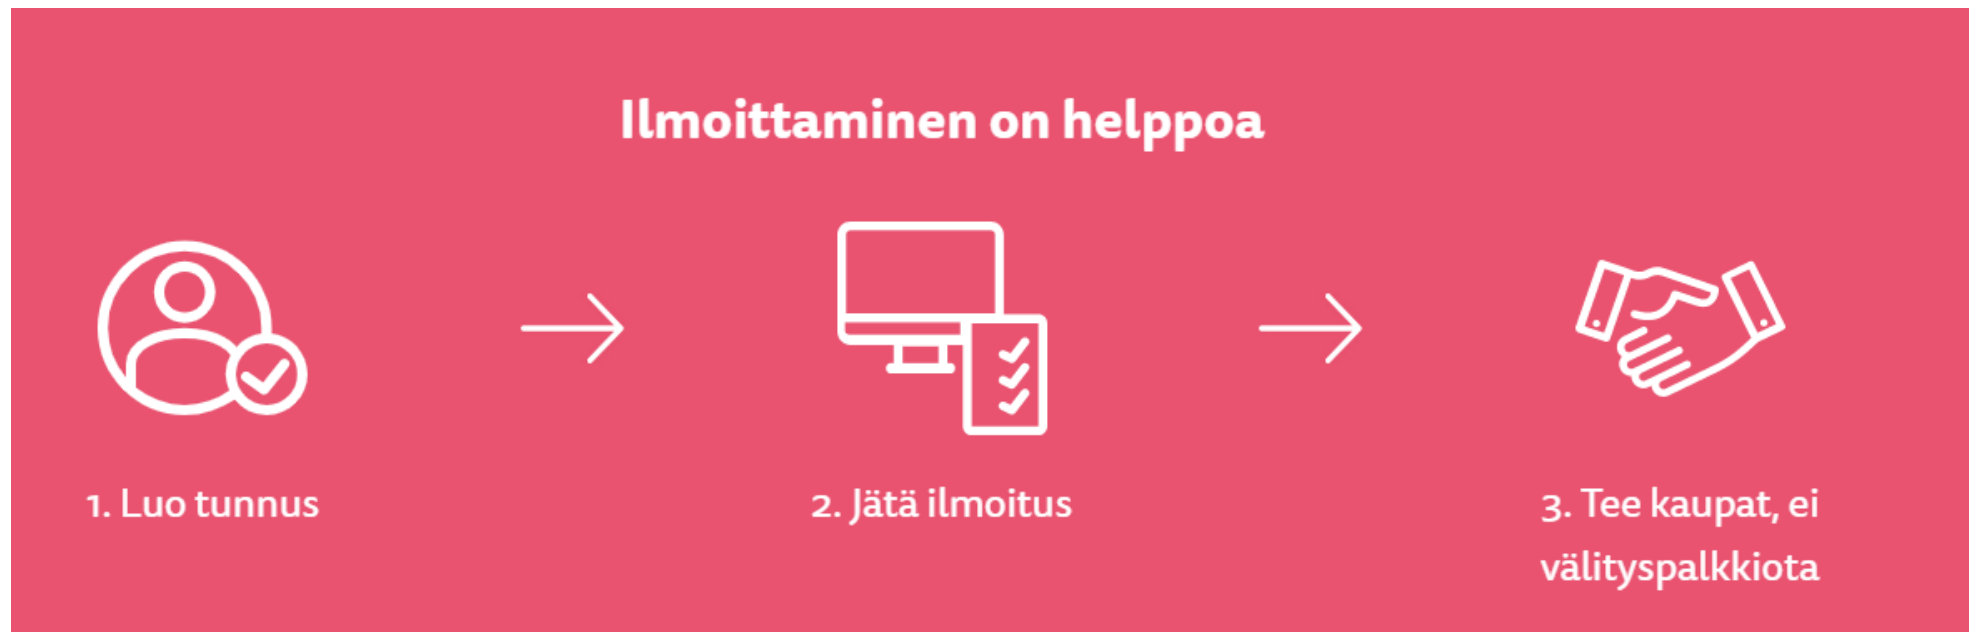 Ilmoittaminen on helppoa
1. Luo tunnus
2. Jätä ilmoitus
3. Tee kaupat, ei
välityspalkkiota